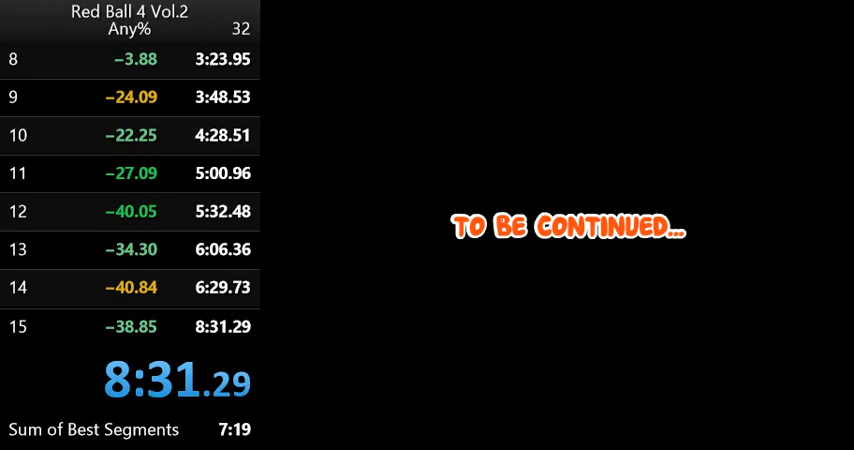 Red Ball 4 Vol.2
Any% 32
8 −3.88 3:23.95
9 −24.09 3:48.53
10 −22.25 4:28.51
11 −27.09 5:00.96
12 −40.05 5:32.48
13 −34.30 6:06.36
14 −40.84 6:29.73
15 −38.85 8:31.29
8:31.29
Sum of Best Segments 7:19
TO BE CONTINUED...